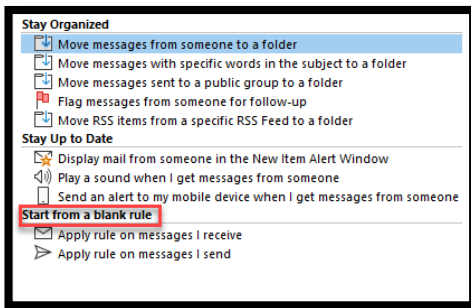 Stay Organized
Move messages from someone to a folder
Move messages with specific words in the subject to a folder
Move messages sent to a public group to a folder
Flag messages from someone for follow-up
Move RSS items from a specific RSS Feed to a folder
Stay Up to Date
Display mail from someone in the New Item Alert Window
Play a sound when I get messages from someone
Send an alert to my mobile device when I get messages from someone
Start from a blank rule
Apply rule on messages I receive
Apply rule on messages I send